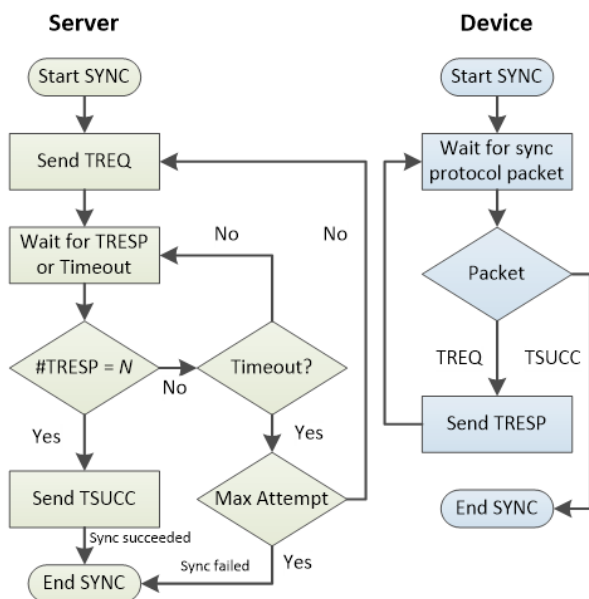 Server
Start SYNC
Send TREQ
Wait for TRESP
or Timeout
No
No
#TRESP = N
No
Timeout?
Yes
Yes
Send TSUCC
Max Attempt
Sync succeeded
Sync failed
Yes
End SYNC
Device
Start SYNC
Wait for sync
protocol packet
Packet
TREQ
TSUCC
Send TRESP
End SYNC